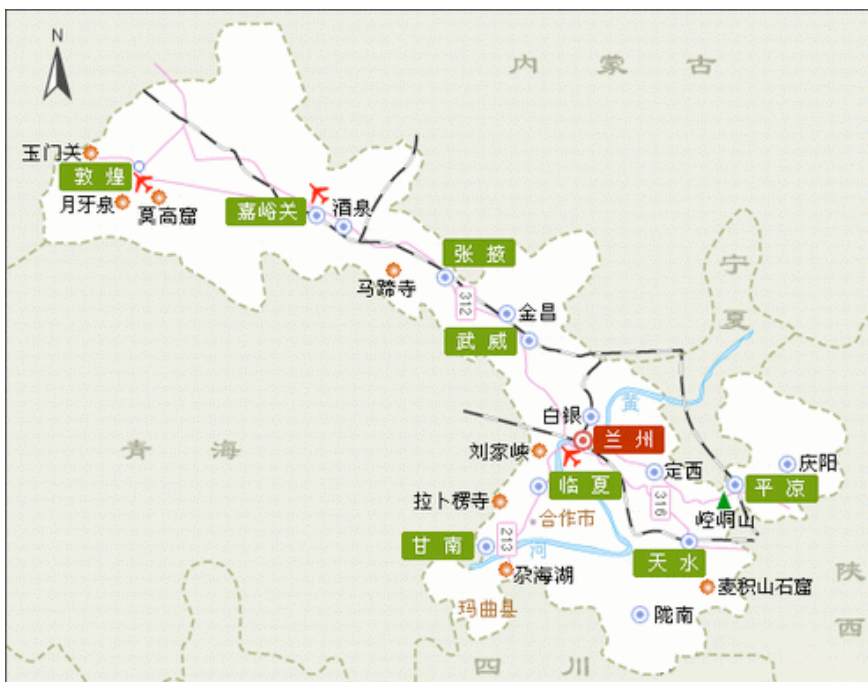 N
内蒙古
玉门关
敦煌
月牙泉
莫高窟
嘉峪关
酒泉
张掖
马蹄寺
312
金昌
宁夏
武威
白银
黄
兰州
青海
刘家峡
定西
庆阳
临夏
平凉
拉卜楞寺
316
崆峒山
合作市
甘南
213
河
天水
尕海湖
麦积山石窟
陕西
玛曲县
陇南
四川